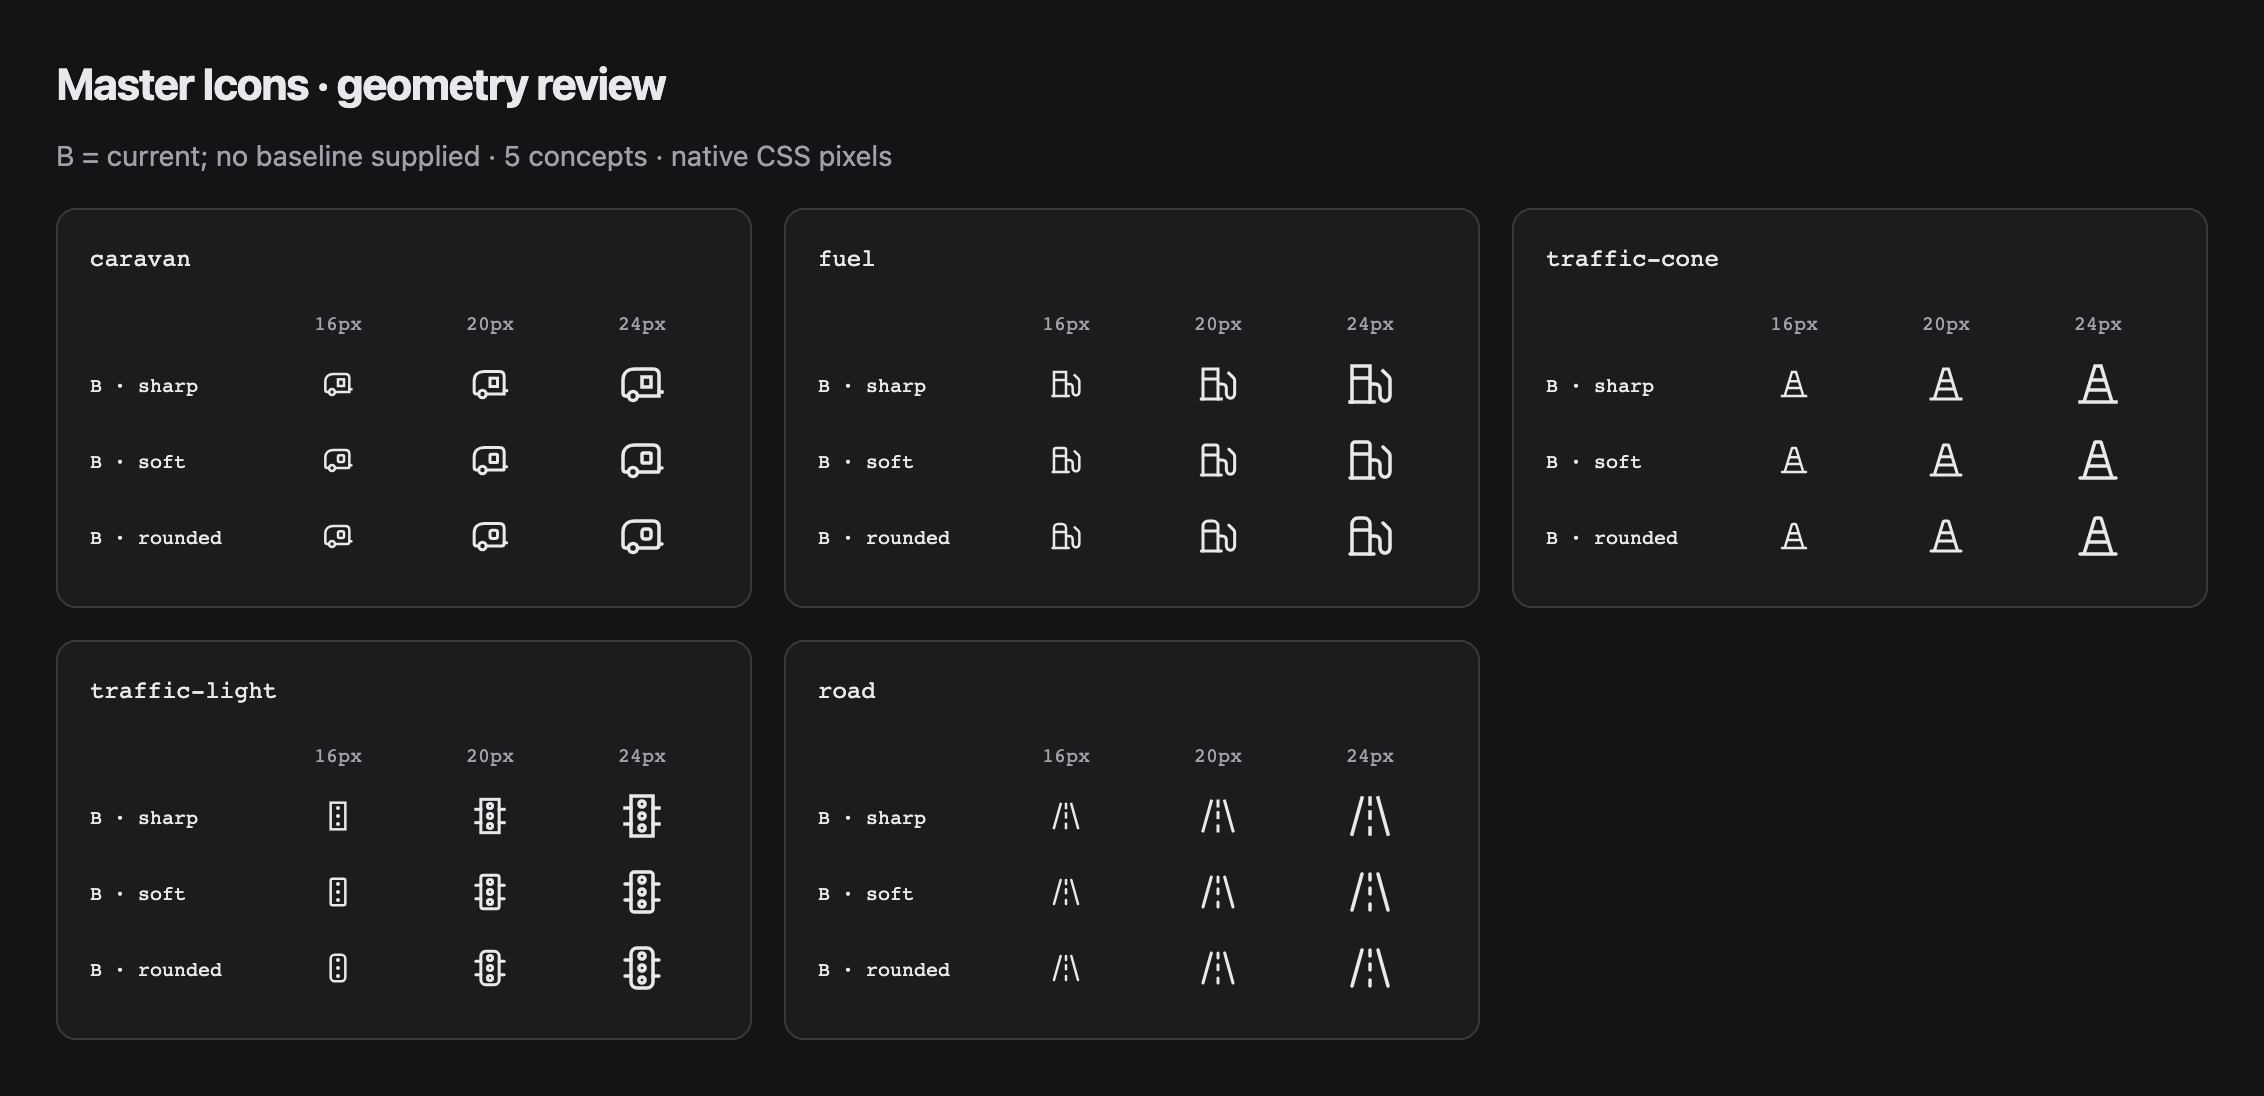 Master Icons · geometry review
B = current; no baseline supplied · 5 concepts · native CSS pixels
caravan
16px 20px 24px
B · sharp
B · soft
B · rounded
fuel
16px 20px 24px
B · sharp
B · soft
B · rounded
traffic-cone
16px 20px 24px
B · sharp
B · soft
B · rounded
traffic-light
16px 20px 24px
B · sharp
B · soft
B · rounded
road
16px 20px 24px
B · sharp
B · soft
B · rounded